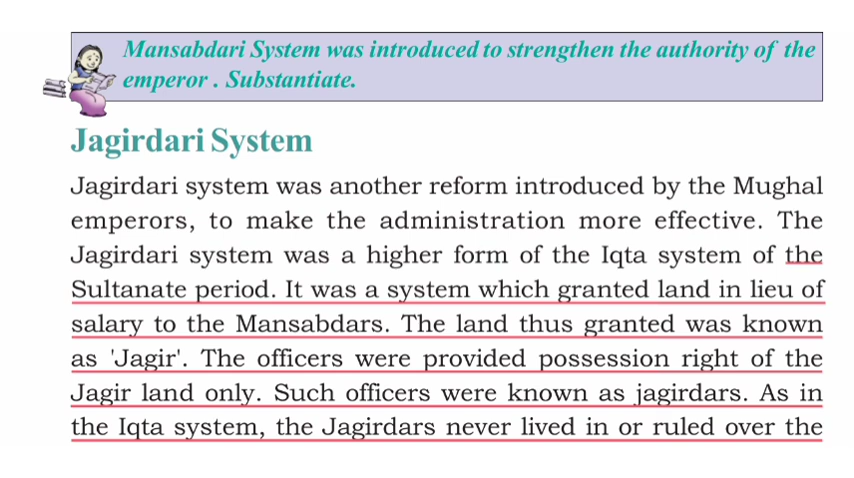 Mansabdari System was introduced to strengthen the authority of the
emperor . Substantiate.
Jagirdari System
Jagirdari system was another reform introduced by the Mughal
emperors, to make the administration more effective. The
Jagirdari system was a higher form of the Iqta system of the
Sultanate period. It was a system which granted land in lieu of
salary to the Mansabdars. The land thus granted was known
as 'Jagir'. The officers were provided possession right of the
Jagir land only. Such officers were known as jagirdars. As in
the Iqta system, the Jagirdars never lived in or ruled over the